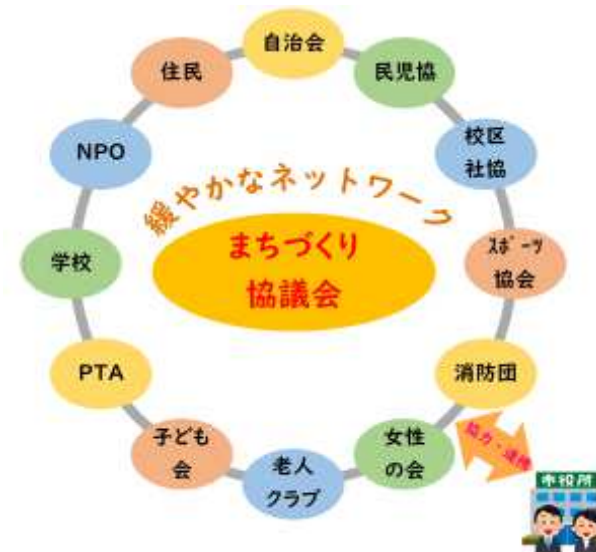 自治会
住民
民児協
NPO
校区
社協
緩やかなネットワーク
まちづくり
協議会
学校
ｽﾎﾟｰﾂ
協会
PTA
消防団
子ども
会
女性
の会
老人
クラブ
協力・連携
市役所